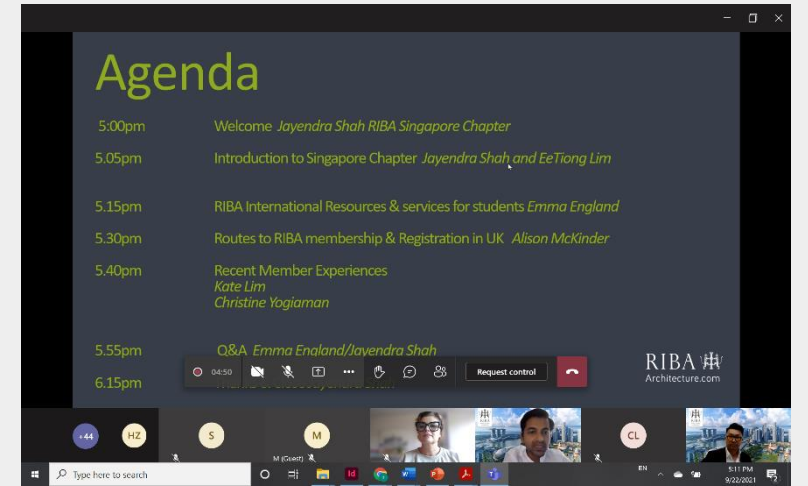 Agenda
5:00pm Welcome Jayendra Shah RIBA Singapore Chapter
5.05pm Introduction to Singapore Chapter Jayendra Shah and EeTiong Lim
5.15pm RIBA International Resources & services for students Emma England
5.30pm Routes to RIBA membership & Registration in UK Alison McKinder
5.40pm Recent Member Experiences
Kate Lim
Christine Yogiaman
5.55pm Q&A Emma England/Jayendra Shah
04:50 Request control
6.15pm
RIBA
Architecture.com
+44 HZ S M CL
M (Guest)
Type here to search
EN
5:11 PM
9/22/2021